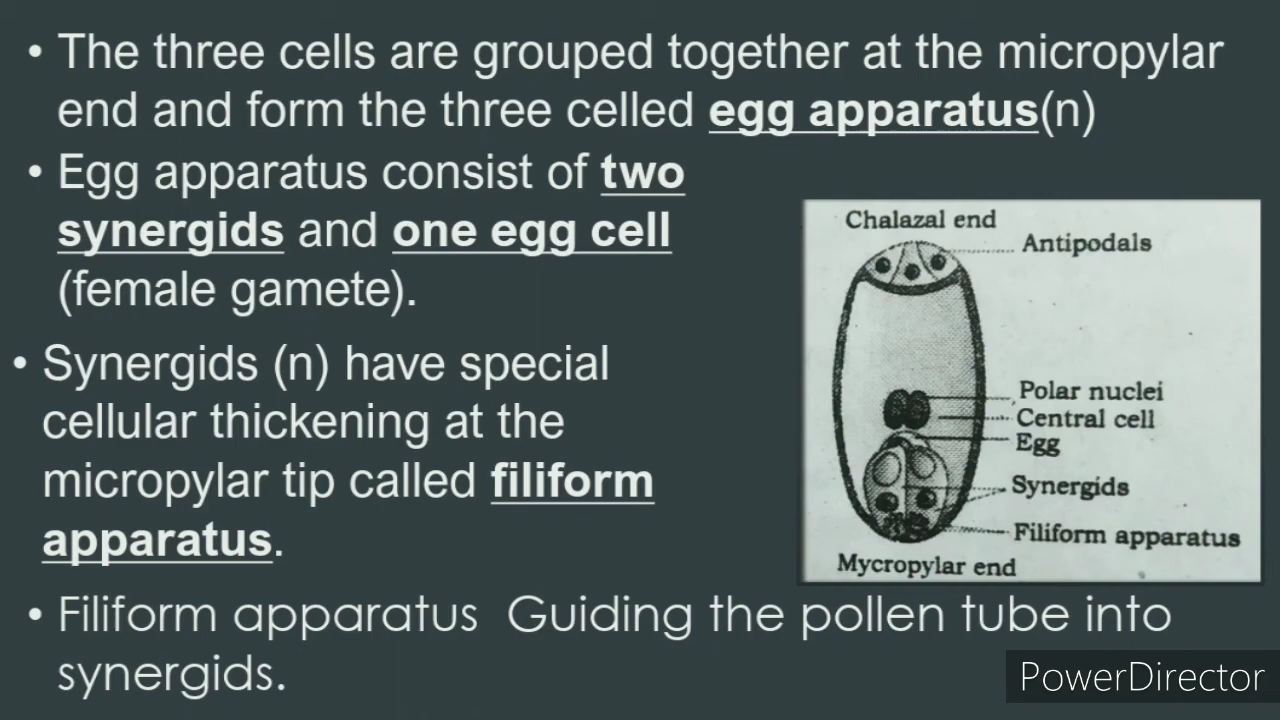 • The three cells are grouped together at the micropylar
end and form the three celled egg apparatus(n)
• Egg apparatus consist of two
synergids and one egg cell
(female gamete).
• Synergids (n) have special
cellular thickening at the
micropylar tip called filiform
apparatus.
• Filiform apparatus  Guiding the pollen tube into
synergids.
Chalazal end
Antipodals
Polar nuclei
Central cell
Egg
Synergids
Filiform apparatus
Mycropylar end
PowerDirector